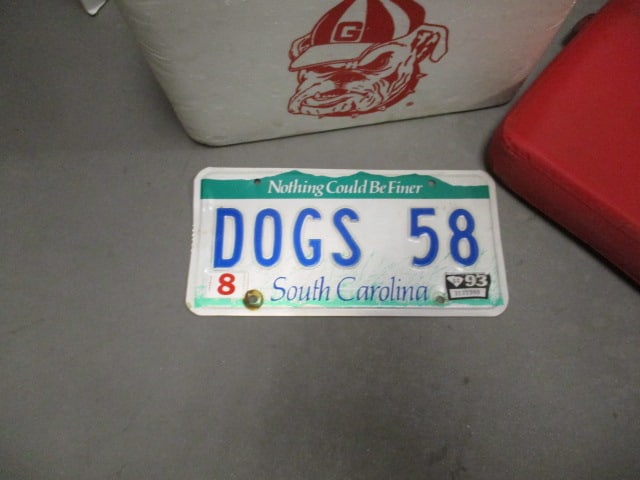 G
Nothing Could Be Finer
DOGS 58
8 South Carolina 93